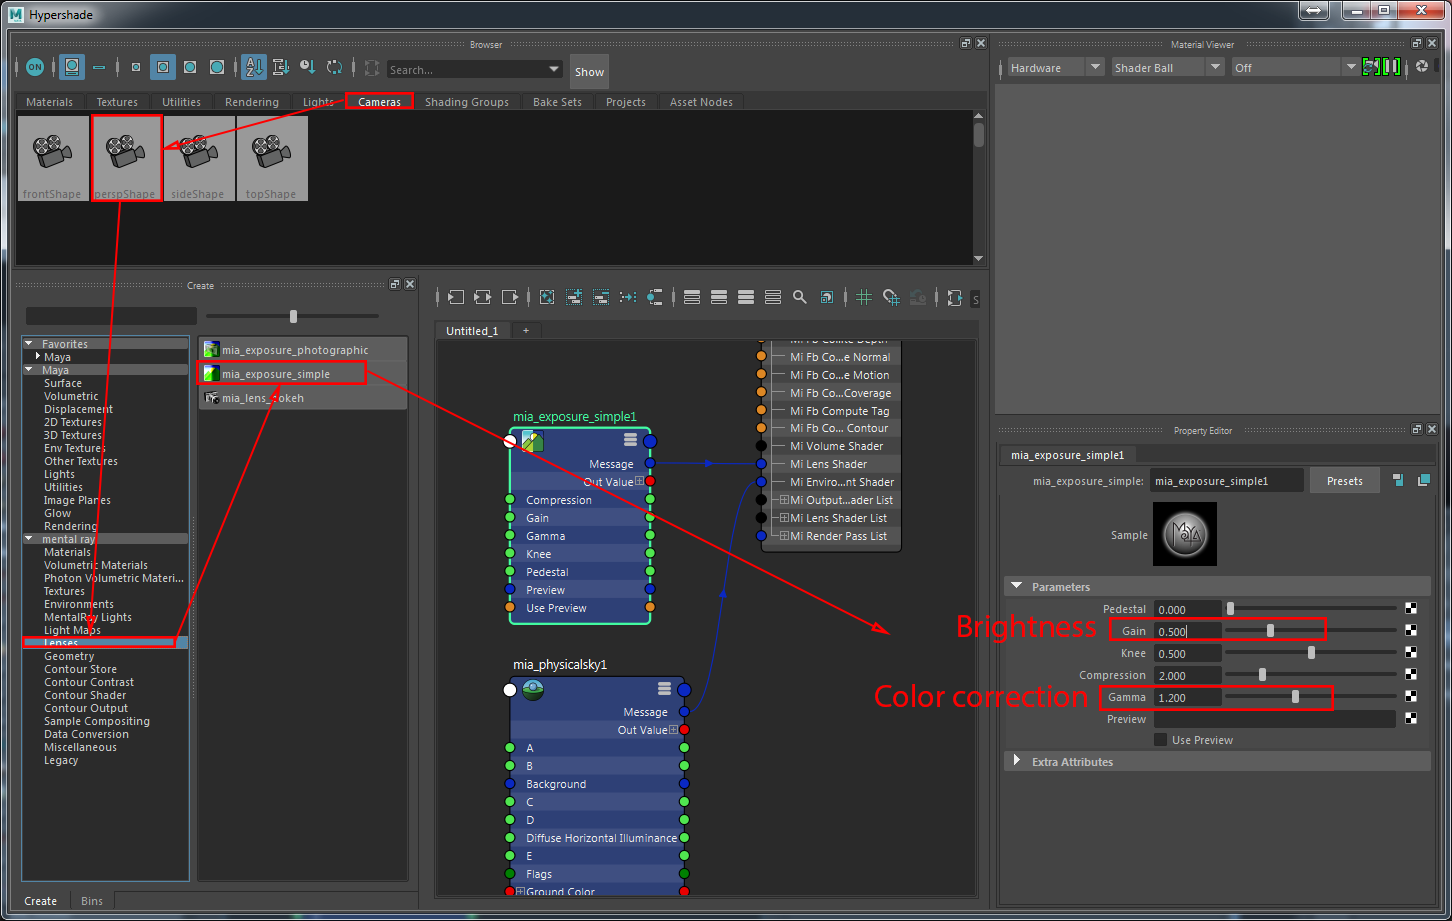 Hypershade
Browser
Material Viewer
ON
Search...
Show
Hardware
Shader Ball
Off
Materials
Textures
Utilities
Rendering
Lights
Cameras
Shading Groups
Bake Sets
Projects
Asset Nodes
frontShape
perspShape
sideShape
topShape
Create
Favorites
Maya
Maya
Surface
Volumetric
Displacement
2D Textures
3D Textures
Env Textures
Other Textures
Lights
Utilities
Image Planes
Glow
Rendering
mental ray
Materials
Volumetric Materials
Photon Volumetric Materi...
Textures
Environments
MentalRay Lights
Light Maps
Lenses
Geometry
Contour Store
Contour Contrast
Contour Shader
Contour Output
Sample Compositing
Data Conversion
Miscellaneous
Legacy
Create
Bins
mia_exposure_photographic
mia_exposure_simple
mia_lens_bokeh
Untitled_1
+
S
Mi Fb Co...e Normal
Mi Fb Co...e Motion
Mi Fb Co...Coverage
Mi Fb Compute Tag
Mi Fb Co... Contour
Mi Volume Shader
Mi Lens Shader
Mi Enviro...nt Shader
Mi Output...ader List
Mi Lens Shader List
Mi Render Pass List
mia_exposure_simple1
Message
Out Value
Compression
Gain
Gamma
Knee
Pedestal
Preview
Use Preview
mia_physicalsky1
Message
Out Value
A
B
Background
C
D
Diffuse Horizontal Illuminance
E
Flags
Ground Color
Property Editor
mia_exposure_simple1
mia_exposure_simple:
mia_exposure_simple1
Presets
Sample
MAYA
Parameters
Pedestal 0.000
Brightness
Gain 0.500
Knee 0.500
Compression 2.000
Color correction
Gamma 1.200
Preview
Use Preview
Extra Attributes